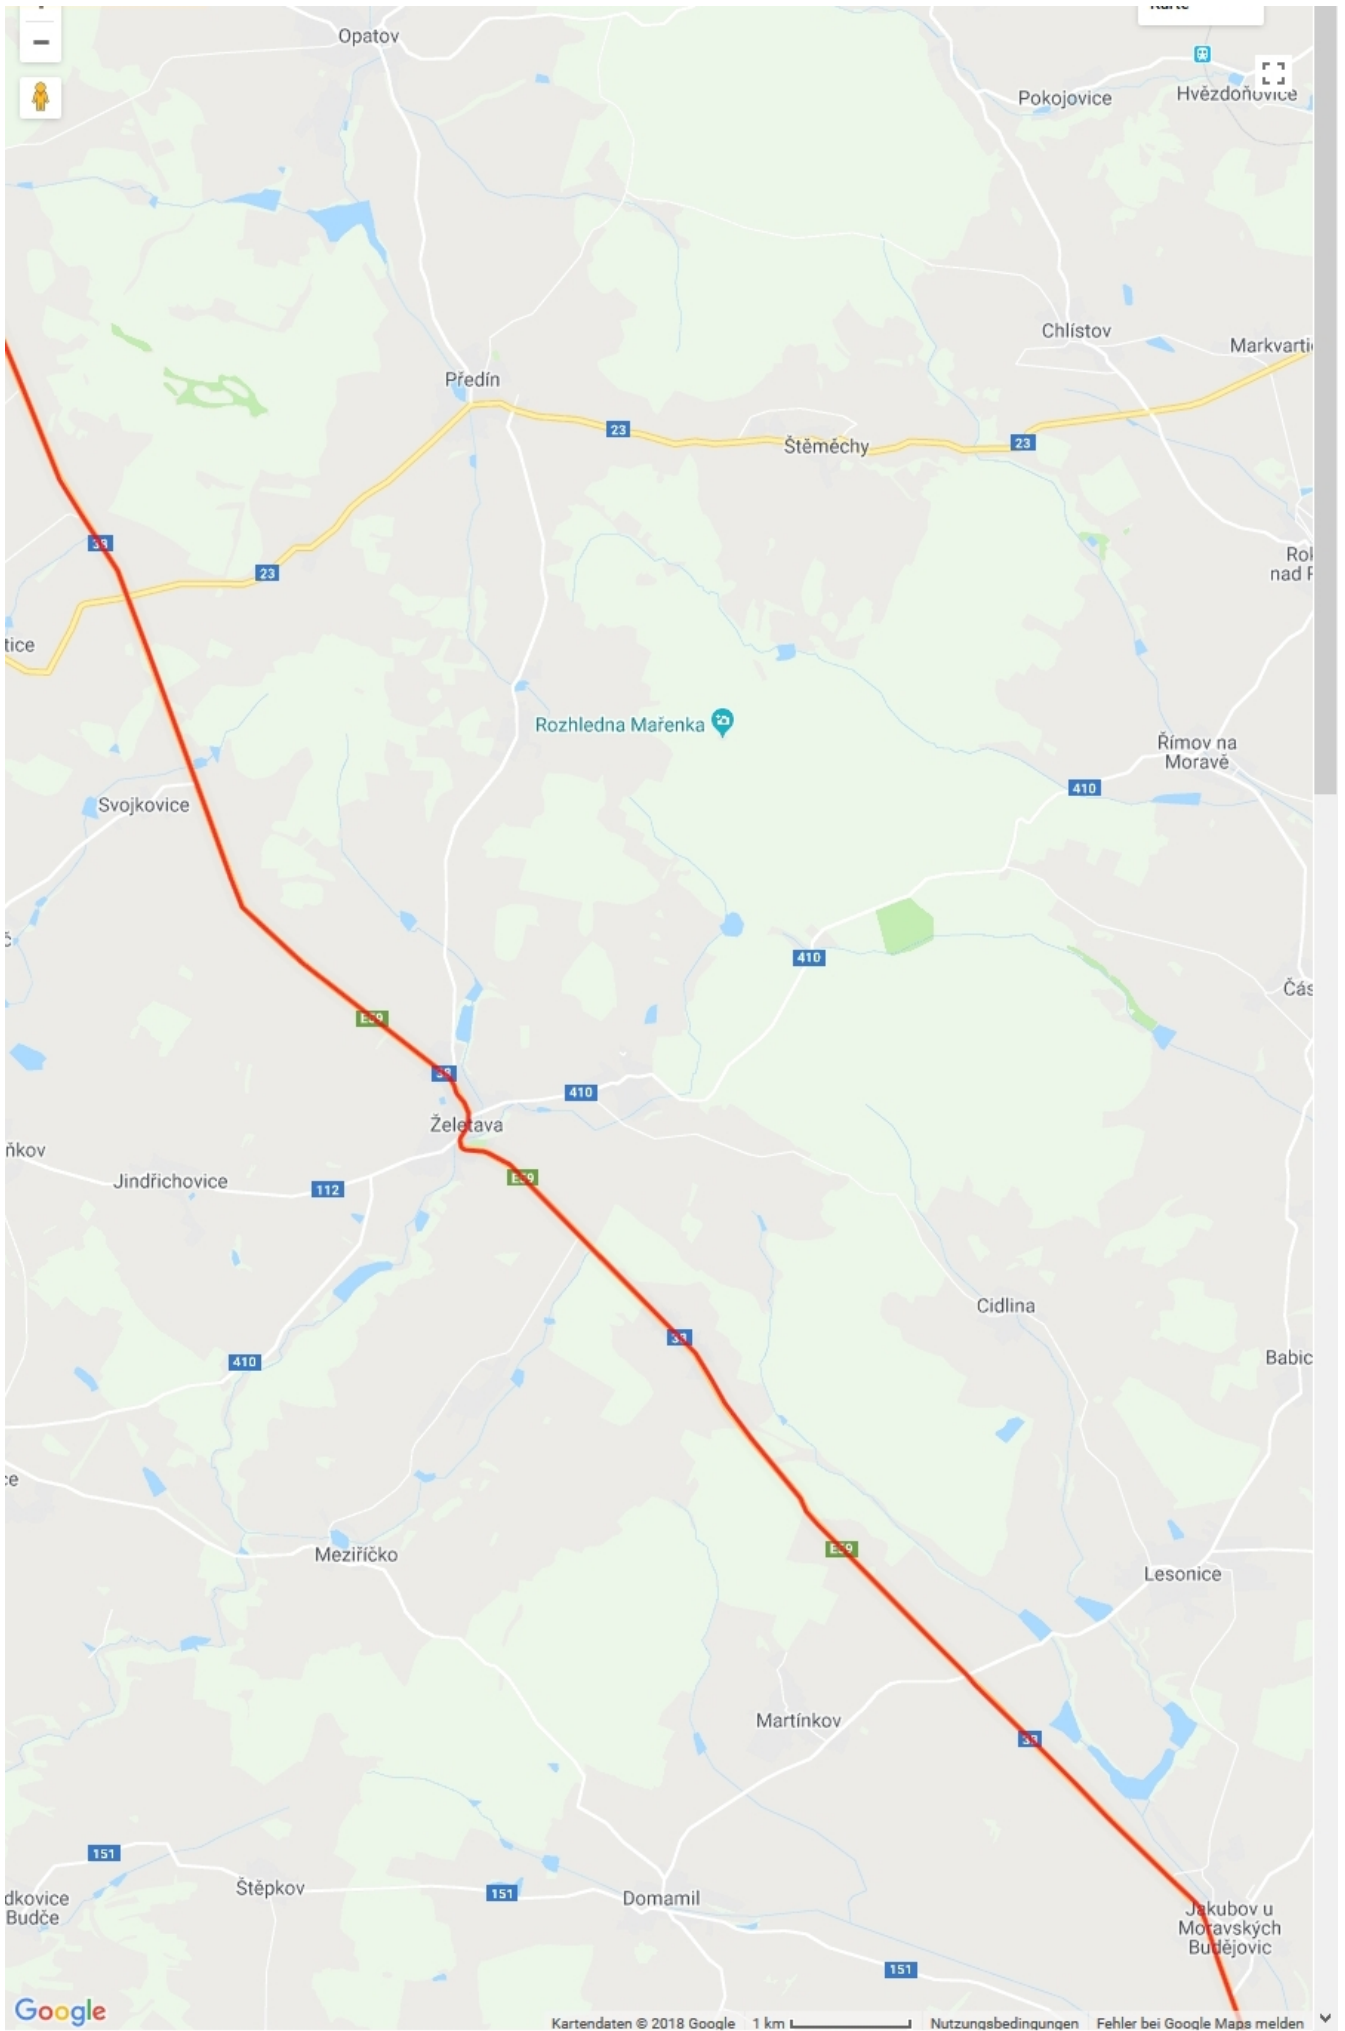 Opatov
Pokojovice
Hvězdoňovice
Chlístov
Markvarti
Předín
23
Štěměchy
23
38
23
tice
Rozhledna Mařenka
Římov na
Moravě
410
Svojkovice
410
E59
38
410
Želetava
ňkov
Jindřichovice
112
E59
Cidlina
38
Babic
410
Meziříčko
E59
Lesonice
Martínkov
38
151
Štěpkov
151
Domamil
dkovice
Budče
Jakubov u
Moravských
Budějovic
151
Google
Kartendaten © 2018 Google
1 km
Nutzungsbedingungen
Fehler bei Google Maps melden